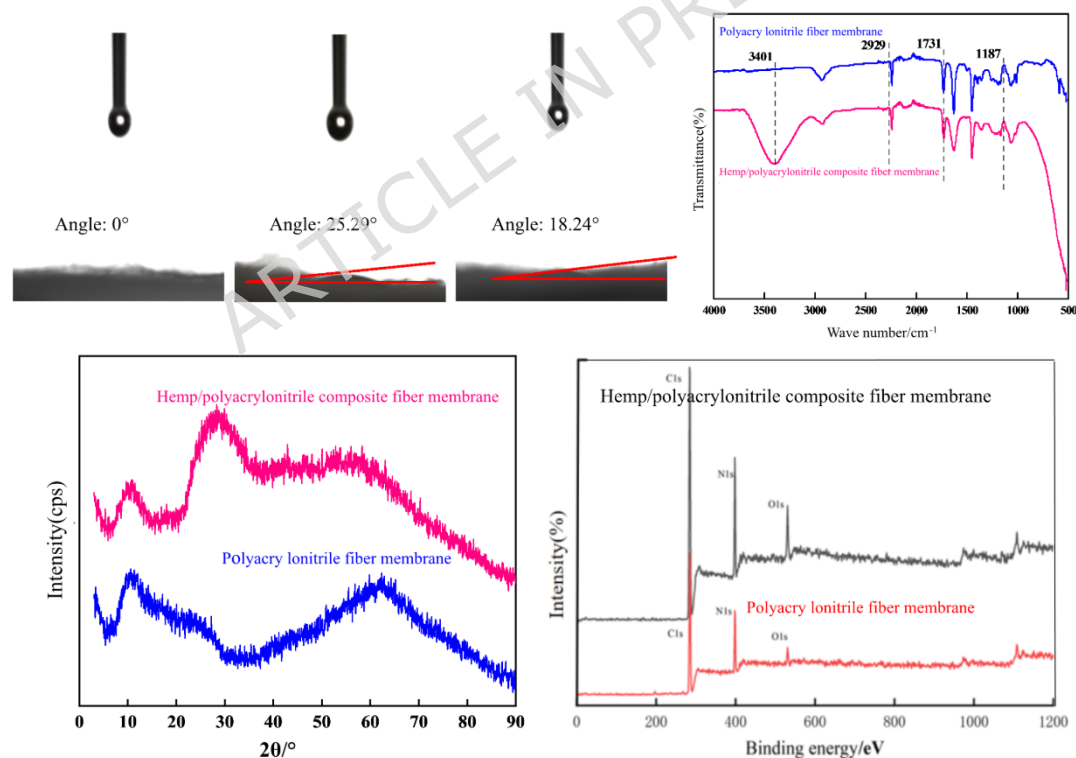 ARTICLE IN PR
Angle: 0°
Angle: 25.29°
Angle: 18.24°
Polyacry lonitrile fiber membrane
3401
2929
1731
1187
Hemp/polyacrylonitrile composite fiber membrane
Transmittance(%)
4000 3500 3000 2500 2000 1500 1000 500
Wave number/cm⁻¹
Hemp/polyacrylonitrile composite fiber membrane
Polyacry lonitrile fiber membrane
Intensity(cps)
0 10 20 30 40 50 60 70 80 90
2θ/°
C1s
Hemp/polyacrylonitrile composite fiber membrane
N1s
O1s
Polyacry lonitrile fiber membrane
C1s
N1s
O1s
Intensity(%)
0 200 400 600 800 1000 1200
Binding energy/eV